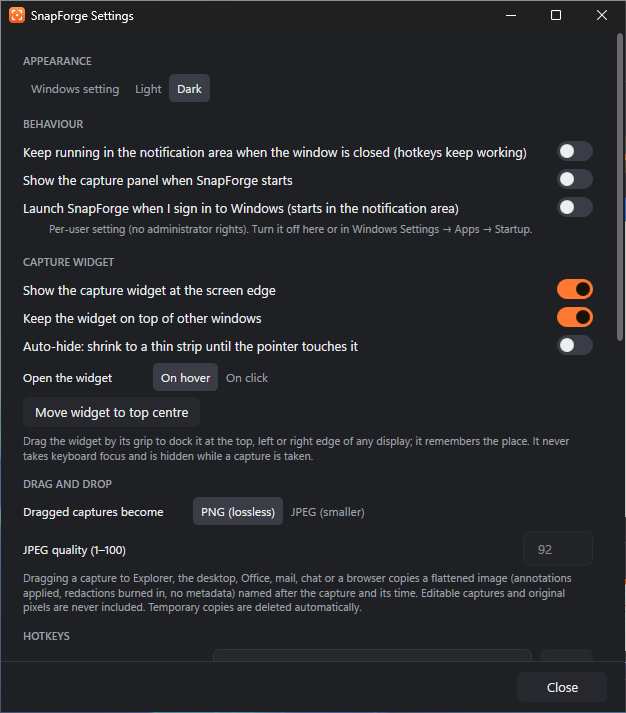 SnapForge Settings
APPEARANCE
Windows setting Light Dark
BEHAVIOUR
Keep running in the notification area when the window is closed (hotkeys keep working)
Show the capture panel when SnapForge starts
Launch SnapForge when I sign in to Windows (starts in the notification area)
Per-user setting (no administrator rights). Turn it off here or in Windows Settings → Apps → Startup.
CAPTURE WIDGET
Show the capture widget at the screen edge
Keep the widget on top of other windows
Auto-hide: shrink to a thin strip until the pointer touches it
Open the widget On hover On click
Move widget to top centre
Drag the widget by its grip to dock it at the top, left or right edge of any display; it remembers the place. It never
takes keyboard focus and is hidden while a capture is taken.
DRAG AND DROP
Dragged captures become PNG (lossless) JPEG (smaller)
JPEG quality (1–100) 92
Dragging a capture to Explorer, the desktop, Office, mail, chat or a browser copies a flattened image (annotations
applied, redactions burned in, no metadata) named after the capture and its time. Editable captures and original
pixels are never included. Temporary copies are deleted automatically.
HOTKEYS
Close